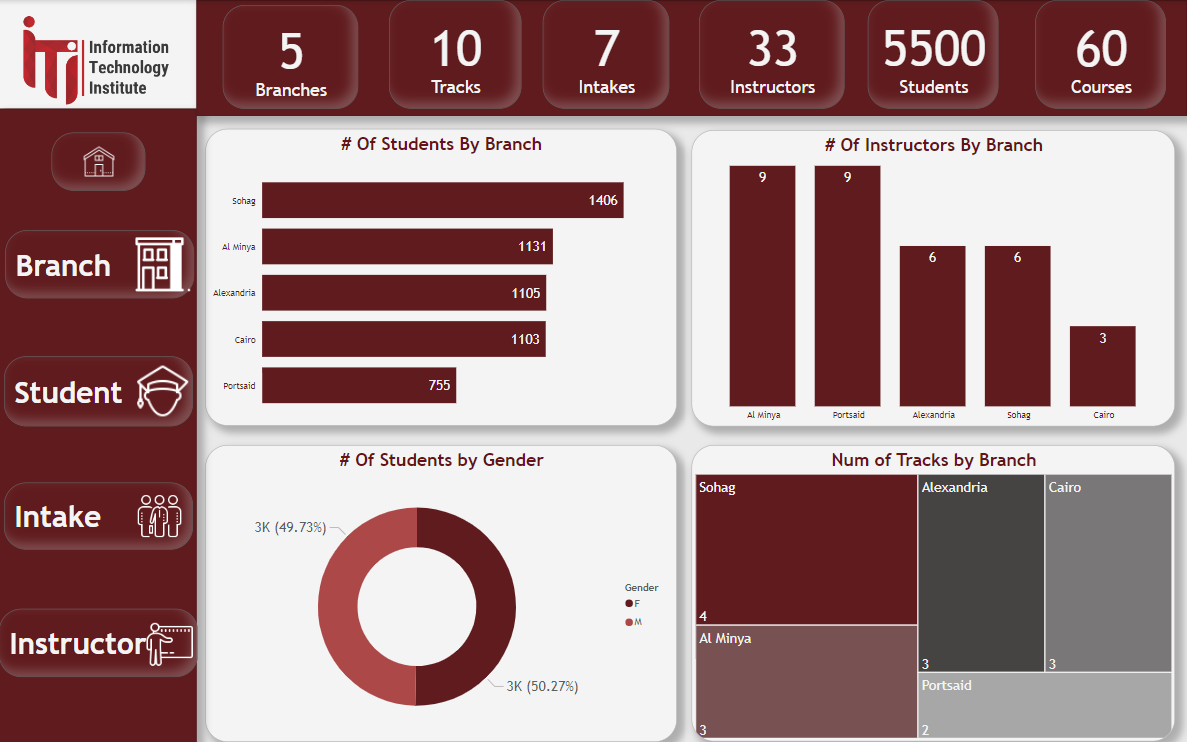 Information
Technology
Institute
5
Branches
10
Tracks
7
Intakes
33
Instructors
5500
Students
60
Courses
Branch
Student
Intake
Instructor
# Of Students By Branch
Sohag
1406
Al Minya
1131
Alexandria
1105
Cairo
1103
Portsaid
755
# Of Instructors By Branch
9
9
6
6
3
Al Minya
Portsaid
Alexandria
Sohag
Cairo
# Of Students by Gender
3K (49.73%)
3K (50.27%)
Gender
F
M
Num of Tracks by Branch
Sohag
4
Al Minya
3
Alexandria
3
Cairo
3
Portsaid
2